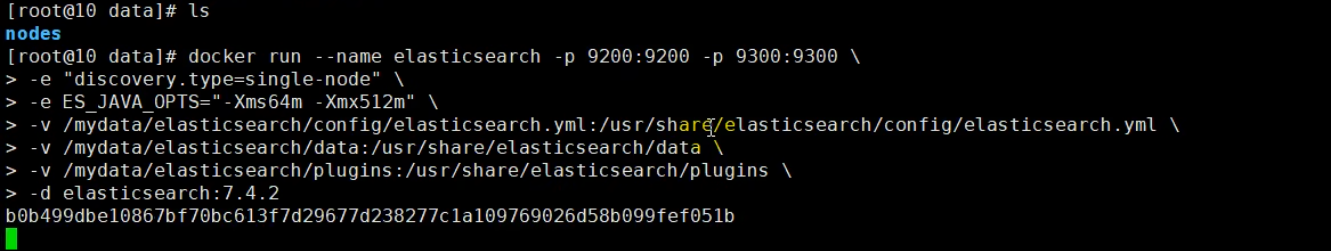 [root@10 data]# ls
nodes
[root@10 data]# docker run --name elasticsearch -p 9200:9200 -p 9300:9300 \
> -e "discovery.type=single-node" \
> -e ES_JAVA_OPTS="-Xms64m -Xmx512m" \
> -v /mydata/elasticsearch/config/elasticsearch.yml:/usr/share/elasticsearch/config/elasticsearch.yml \
> -v /mydata/elasticsearch/data:/usr/share/elasticsearch/data \
> -v /mydata/elasticsearch/plugins:/usr/share/elasticsearch/plugins \
> -d elasticsearch:7.4.2
b0b499dbe10867bf70bc613f7d29677d238277c1a109769026d58b099fef051b